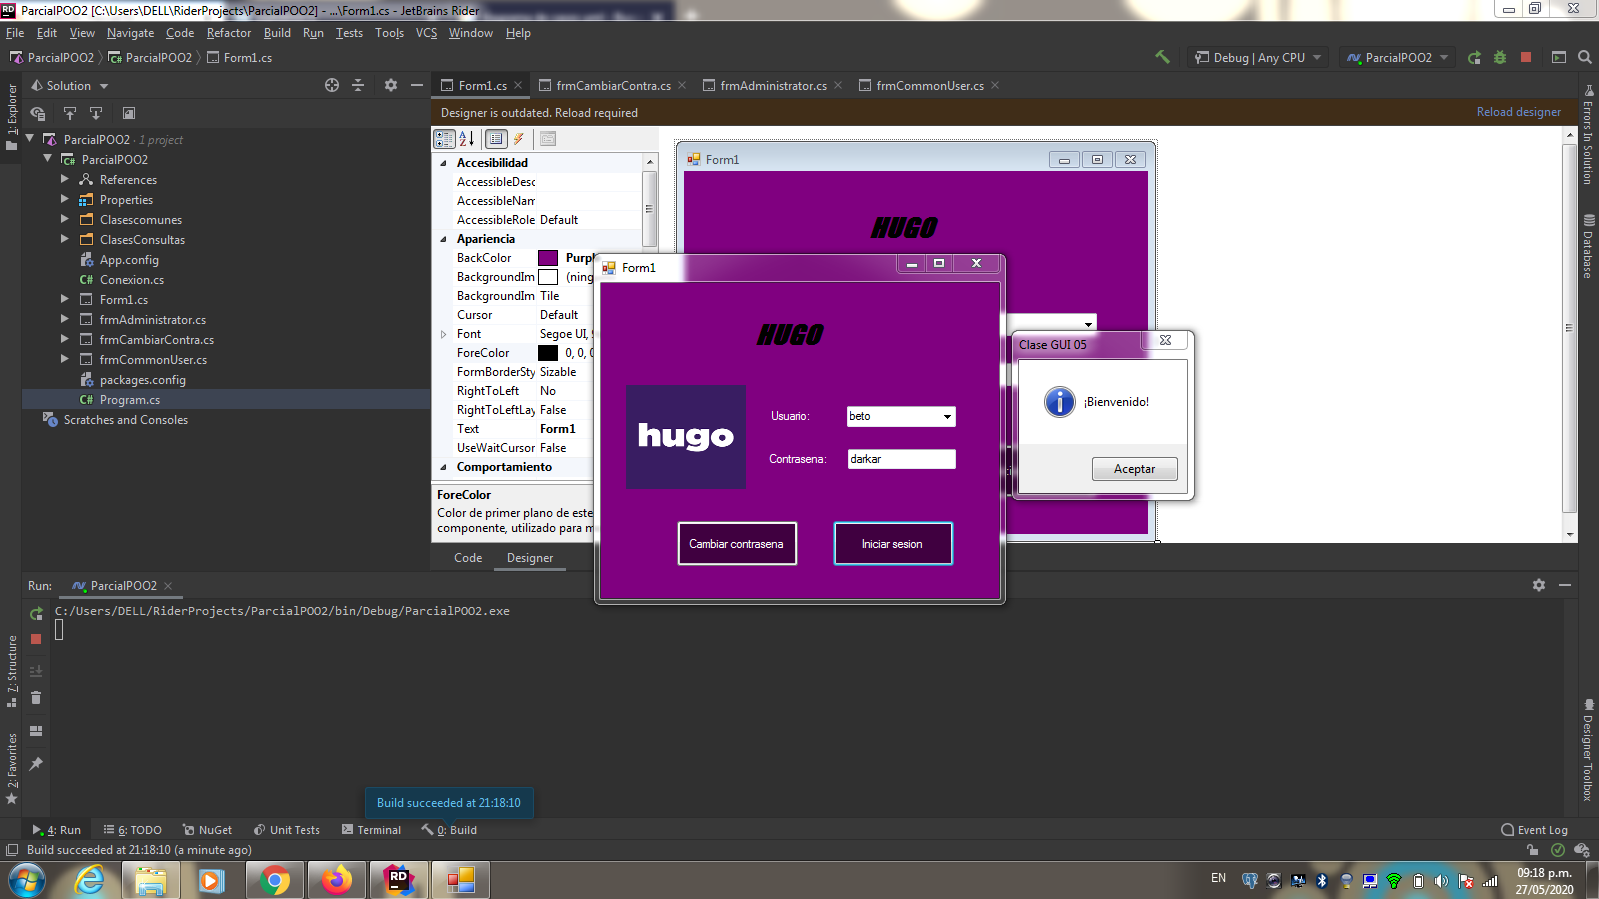 ParcialPOO2 [C:\Users\DELL\RiderProjects\ParcialPOO2] - ...\Form1.cs - JetBrains Rider
File Edit View Navigate Code Refactor Build Run Tests Tools VCS Window Help
ParcialPOO2 ParcialPOO2 Form1.cs
Debug | Any CPU ParcialPOO2
Solution
Form1.cs frmCambiarContra.cs frmAdministrator.cs frmCommonUser.cs
Designer is outdated. Reload required Reload designer
1: Explorer
ParcialPOO2 · 1 project
ParcialPOO2
References
Properties
Clasescomunes
ClasesConsultas
App.config
Conexion.cs
Form1.cs
frmAdministrator.cs
frmCambiarContra.cs
frmCommonUser.cs
packages.config
Program.cs
Scratches and Consoles
Accesibilidad
AccessibleDesc
AccessibleNam
AccessibleRole Default
Apariencia
BackColor Purpl
BackgroundIm (ning
BackgroundIm Tile
Cursor Default
Font Segoe UI, 9
ForeColor 0, 0, 0
FormBorderSty Sizable
RightToLeft No
RightToLeftLay False
Text Form1
UseWaitCursor False
Comportamiento
ForeColor
Color de primer plano de este
componente, utilizado para m
Code Designer
Form1
HUGO
Form1
HUGO
hugo
Usuario: beto
Contrasena: darkar
Cambiar contrasena Iniciar sesion
Clase GUI 05
¡Bienvenido!
Aceptar
Errors In Solution
Database
Designer Toolbox
Run: ParcialPOO2
C:/Users/DELL/RiderProjects/ParcialPOO2/bin/Debug/ParcialPOO2.exe
7: Structure
2: Favorites
Build succeeded at 21:18:10
4: Run 6: TODO NuGet Unit Tests Terminal 0: Build Event Log
Build succeeded at 21:18:10 (a minute ago)
EN
09:18 p.m.
27/05/2020